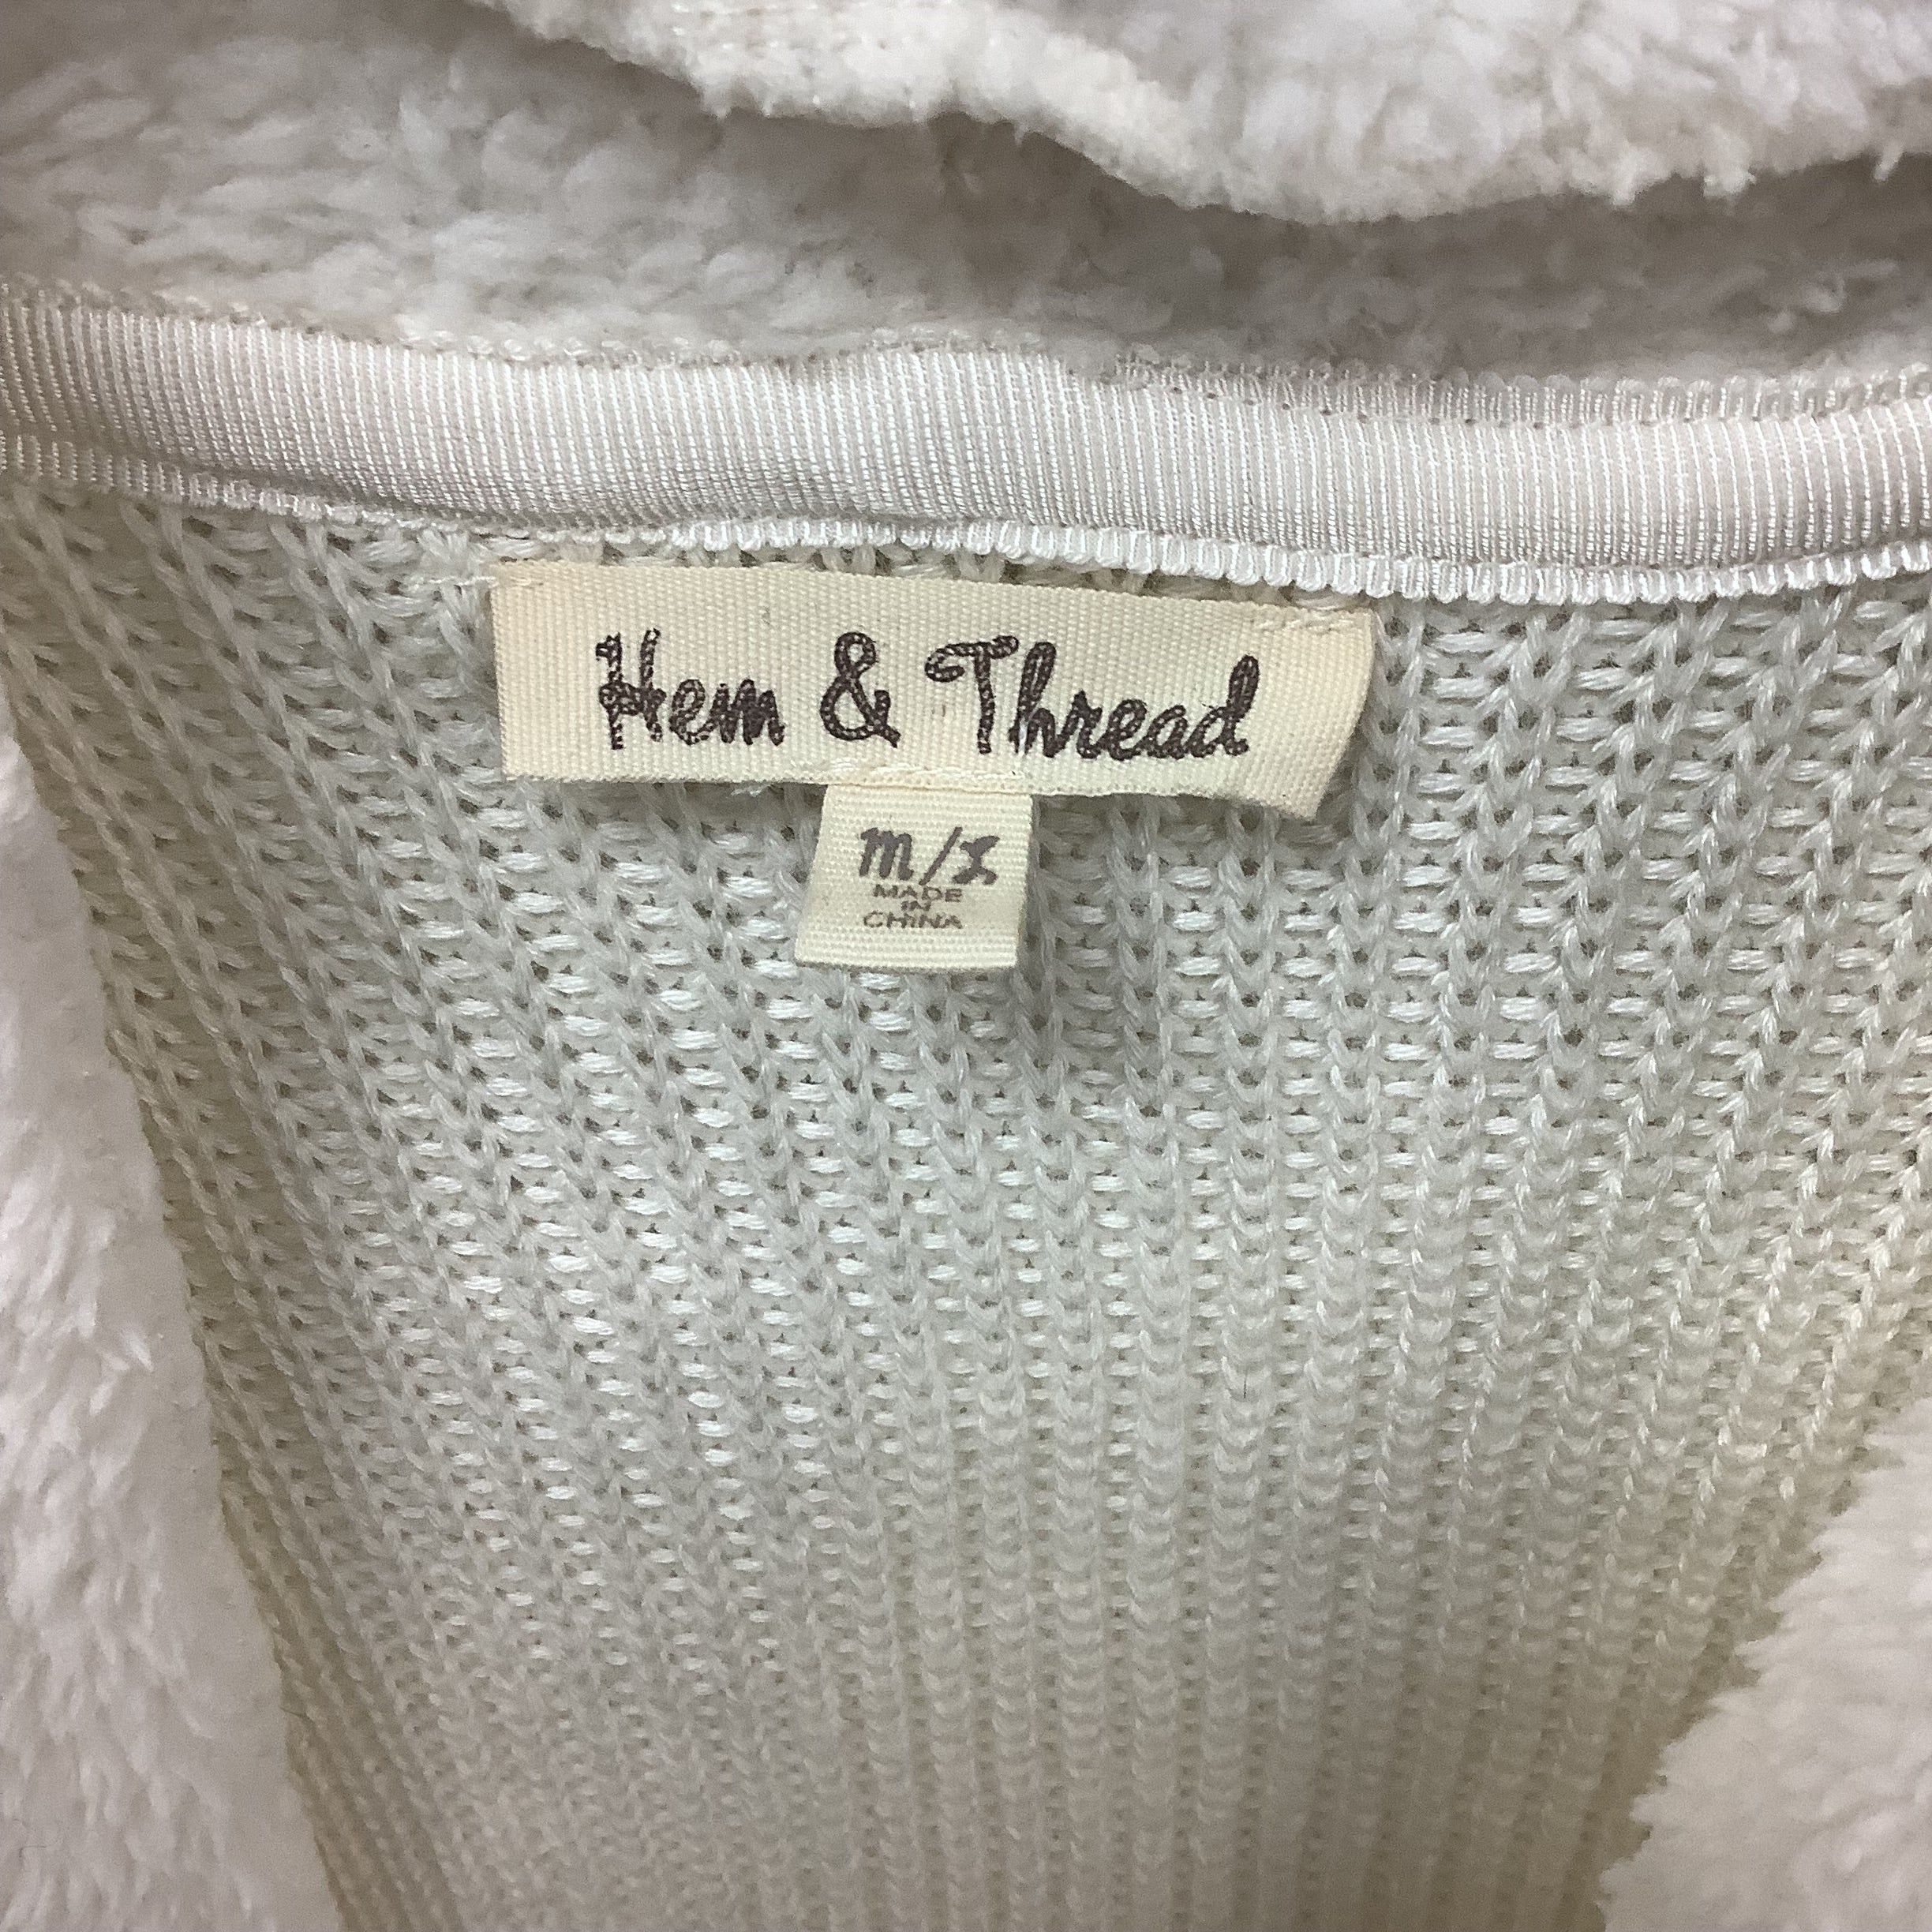 Hem & Thread
M/L
MADE
IN
CHINA